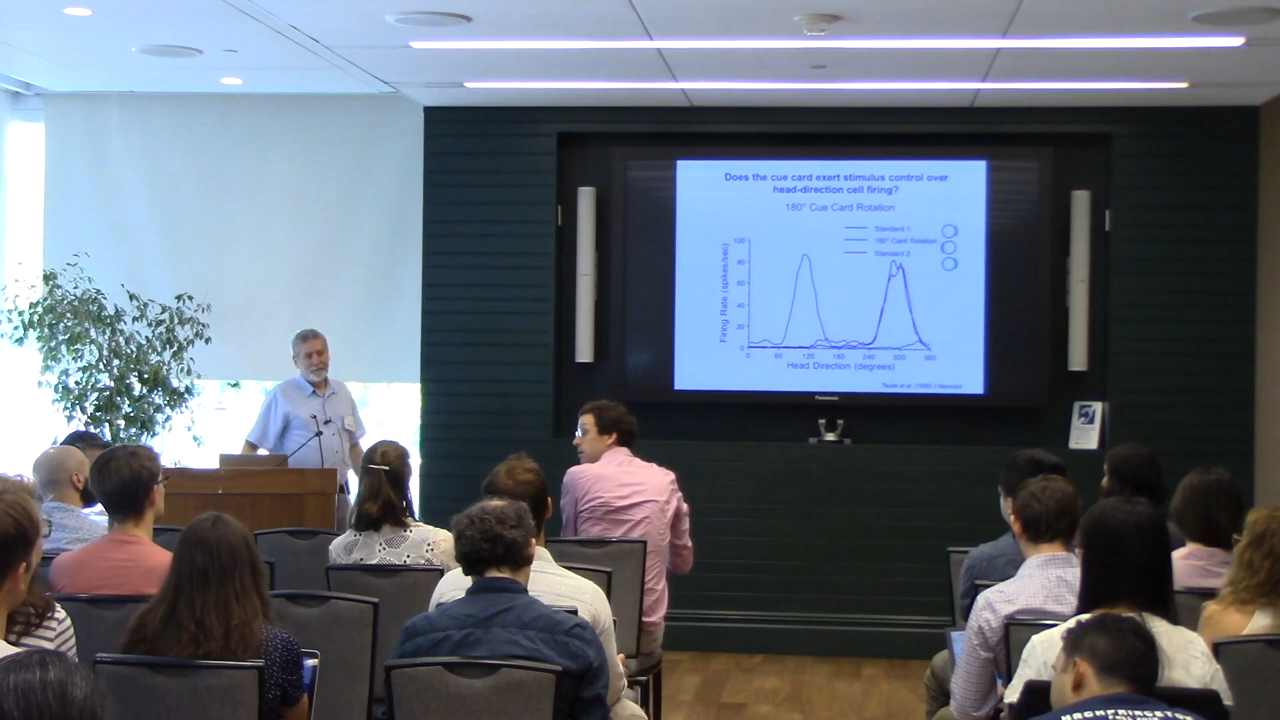 Does the cue card exert stimulus control over
head-direction cell firing?
180° Cue Card Rotation
Standard 1
180° Card Rotation
Standard 2
Firing Rate (spikes/sec)
100
80
60
40
20
0
0 60 120 180 240 300 360
Head Direction (degrees)
Taube et al. (1990) J Neurosci
Panasonic
HACKPRINCETON